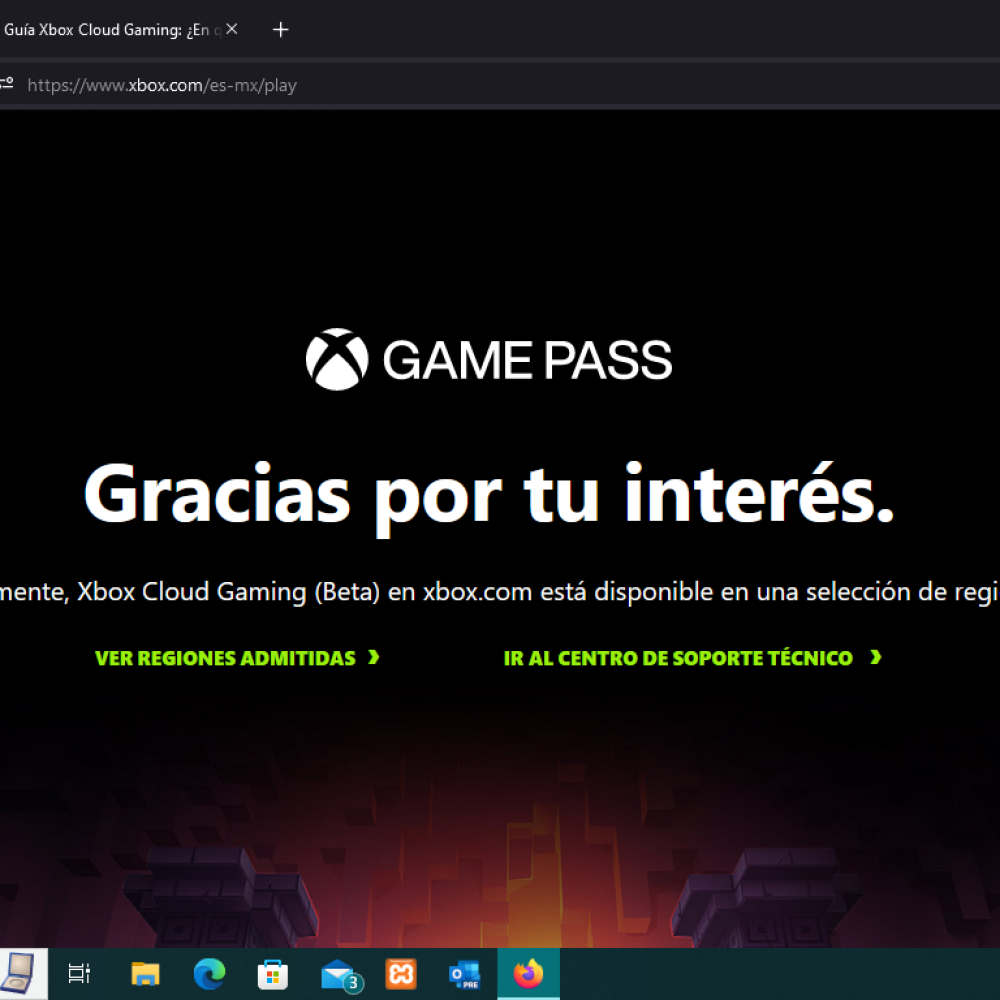 Guía Xbox Cloud Gaming: ¿En
https://www.xbox.com/es-mx/play
GAME PASS
Gracias por tu interés.
mente, Xbox Cloud Gaming (Beta) en xbox.com está disponible en una selección de regi
VER REGIONES ADMITIDAS
IR AL CENTRO DE SOPORTE TÉCNICO
3
PRE